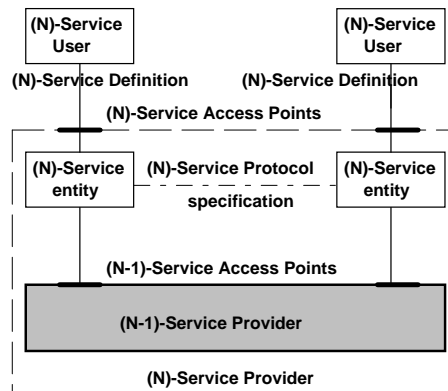 (N)-Service
User
(N)-Service
User
(N)-Service Definition
(N)-Service Definition
(N)-Service Access Points
(N)-Service
entity
(N)-Service Protocol
specification
(N)-Service
entity
(N-1)-Service Access Points
(N-1)-Service Provider
(N)-Service Provider